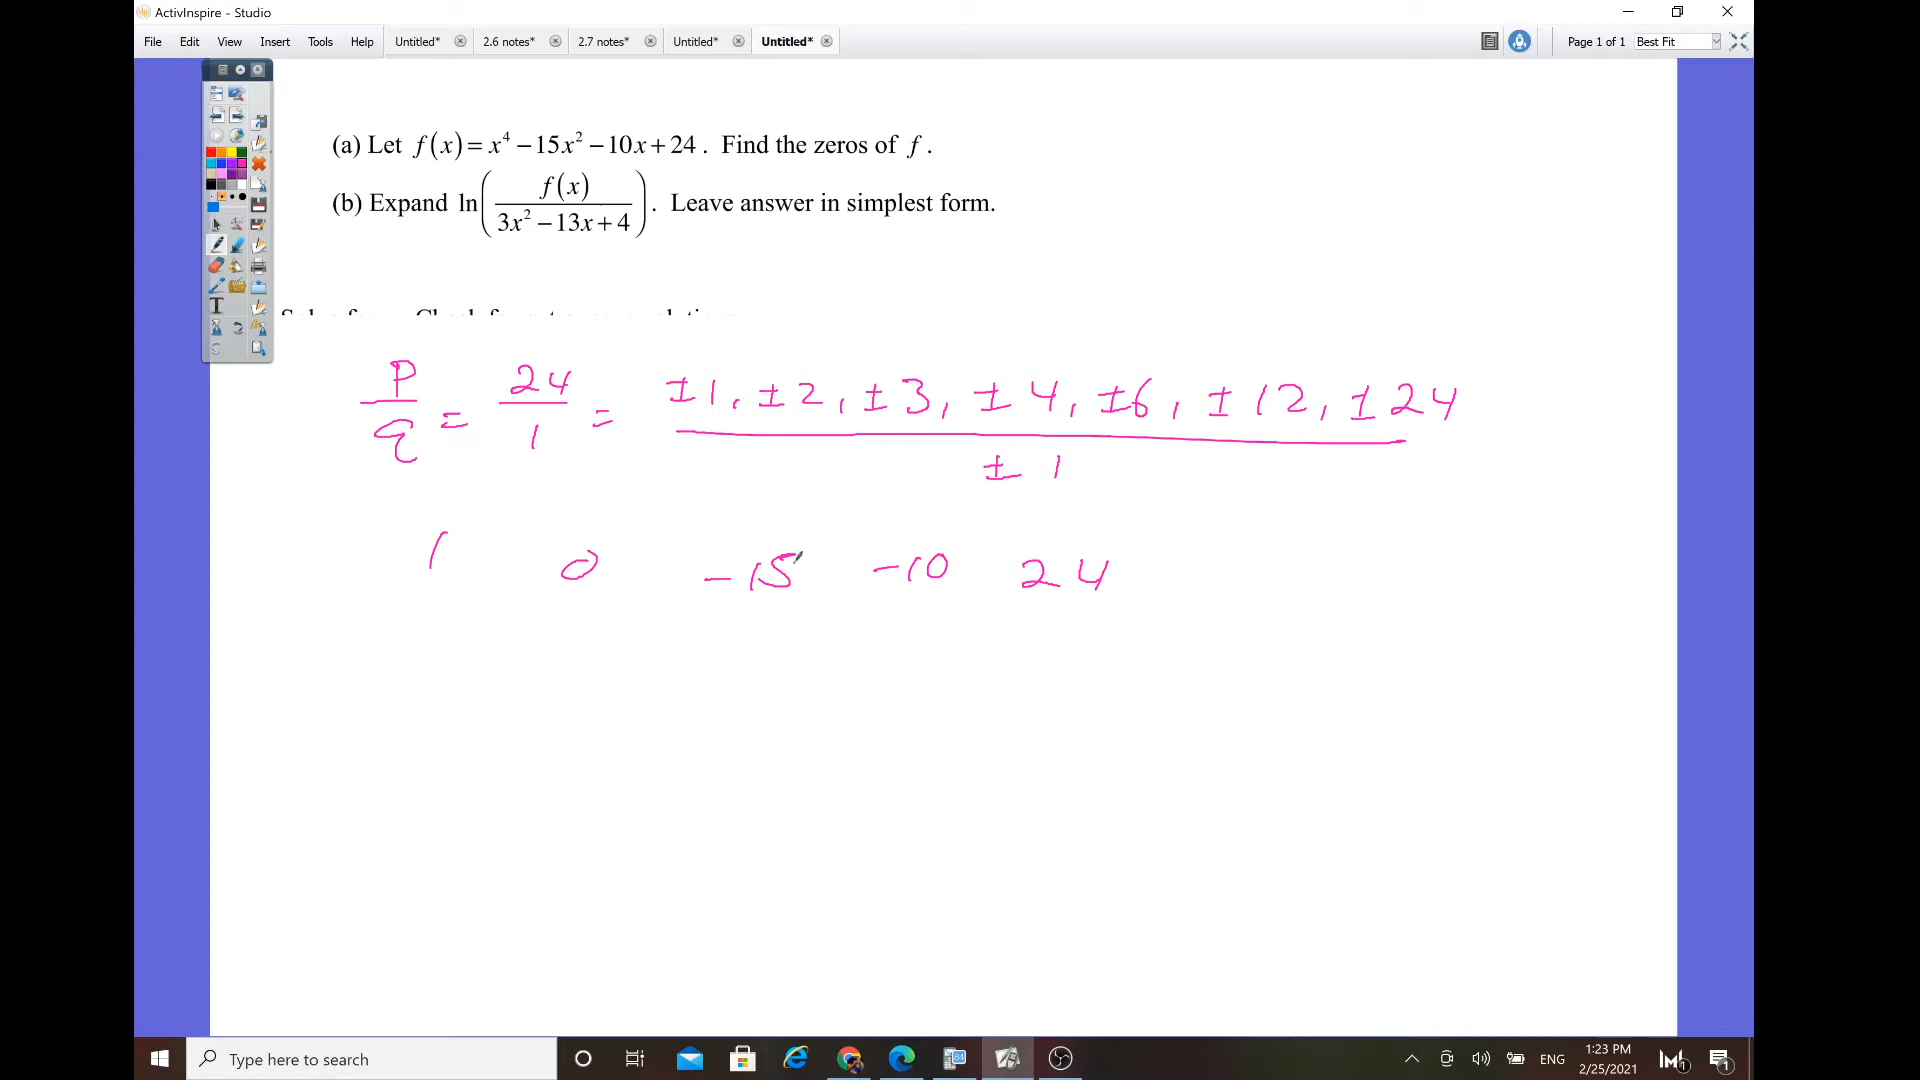 ActivInspire - Studio
File Edit View Insert Tools Help Untitled* 2.6 notes* 2.7 notes* Untitled* Untitled* Page 1 of 1 Best Fit
(a) Let f(x) = x⁴ − 15x² − 10x + 24 . Find the zeros of f .
(b) Expand ln( f(x) / 3x² − 13x + 4 ) . Leave answer in simplest form.
P/q = 24/1 = ±1, ±2, ±3, ±4, ±6, ±12, ±24 / ±1
1 0 -15 -10 24
T
Type here to search
84
ENG
1:23 PM
2/25/2021
1
1